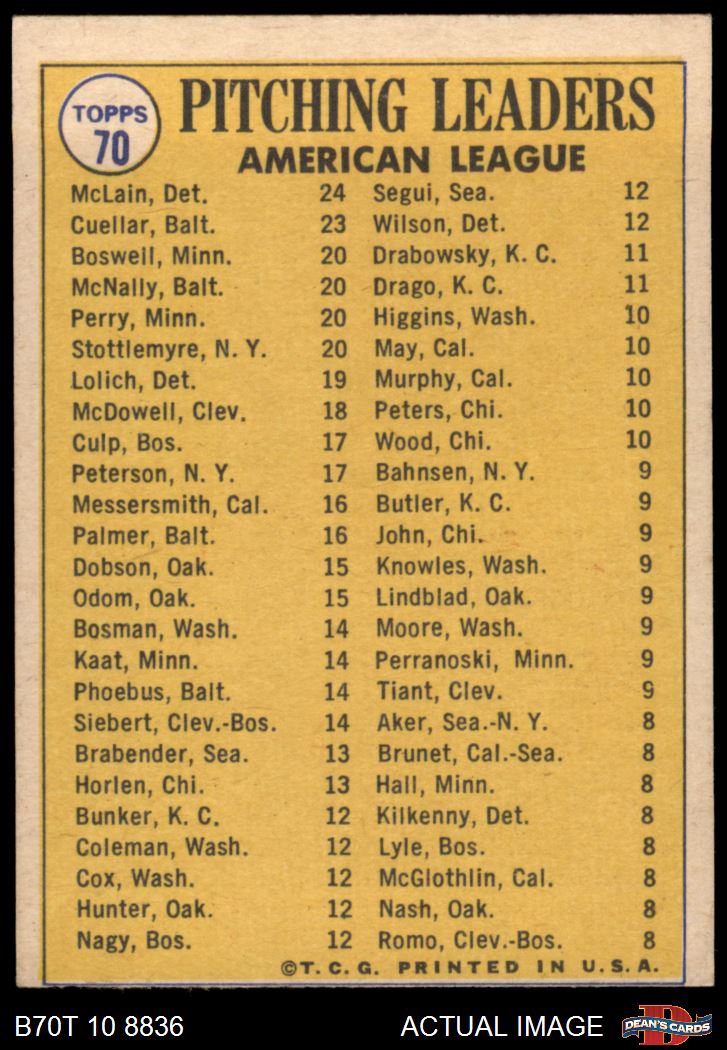 TOPPS
70
PITCHING LEADERS
AMERICAN LEAGUE
McLain, Det. 24 Segui, Sea. 12
Cuellar, Balt. 23 Wilson, Det. 12
Boswell, Minn. 20 Drabowsky, K. C. 11
McNally, Balt. 20 Drago, K. C. 11
Perry, Minn. 20 Higgins, Wash. 10
Stottlemyre, N. Y. 20 May, Cal. 10
Lolich, Det. 19 Murphy, Cal. 10
McDowell, Clev. 18 Peters, Chi. 10
Culp, Bos. 17 Wood, Chi. 10
Peterson, N. Y. 17 Bahnsen, N. Y. 9
Messersmith, Cal. 16 Butler, K. C. 9
Palmer, Balt. 16 John, Chi. 9
Dobson, Oak. 15 Knowles, Wash. 9
Odom, Oak. 15 Lindblad, Oak. 9
Bosman, Wash. 14 Moore, Wash. 9
Kaat, Minn. 14 Perranoski, Minn. 9
Phoebus, Balt. 14 Tiant, Clev. 9
Siebert, Clev.-Bos. 14 Aker, Sea.-N. Y. 8
Brabender, Sea. 13 Brunet, Cal.-Sea. 8
Horlen, Chi. 13 Hall, Minn. 8
Bunker, K. C. 12 Kilkenny, Det. 8
Coleman, Wash. 12 Lyle, Bos. 8
Cox, Wash. 12 McGlothlin, Cal. 8
Hunter, Oak. 12 Nash, Oak. 8
Nagy, Bos. 12 Romo, Clev.-Bos. 8
©T. C. G. PRINTED IN U. S. A.
B70T 10 8836 ACTUAL IMAGE DEAN'S CARDS